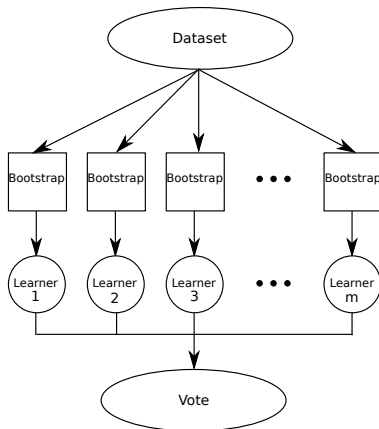 Dataset
Bootstrap Bootstrap Bootstrap Bootstrap
Learner Learner Learner Learner
1 2 3 m
Vote